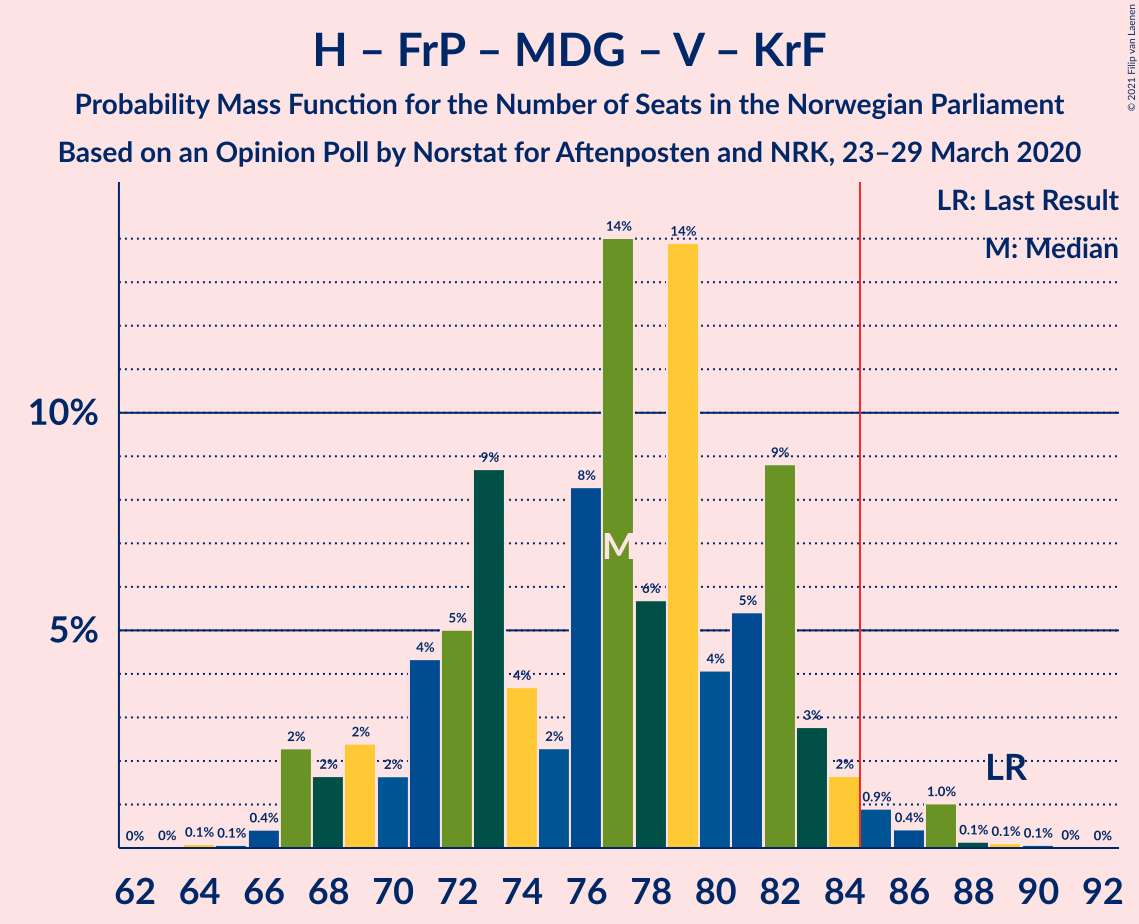 H – FrP – MDG – V – KrF
Probability Mass Function for the Number of Seats in the Norwegian Parliament
Based on an Opinion Poll by Norstat for Aftenposten and NRK, 23–29 March 2020
© 2021 Filip van Laenen
LR: Last Result
M: Median
10%
5%
0% 0% 0.1% 0.1% 0.4% 2% 2% 2% 2% 4% 5% 9% 4% 2% 8% 14% 6% 14% 4% 5% 9% 3% 2% 0.9% 0.4% 1.0% 0.1% 0.1% 0.1% 0% 0%
M
LR
62 64 66 68 70 72 74 76 78 80 82 84 86 88 90 92